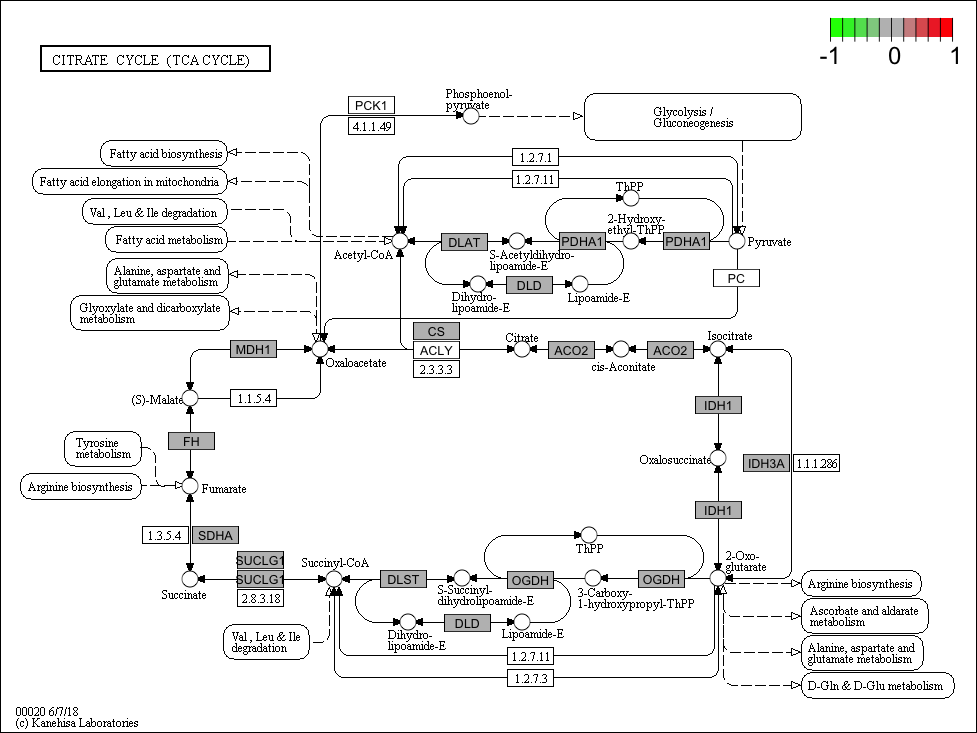 -1
0
1
CITRATE CYCLE (TCA CYCLE)
PCK1
4.1.1.49
Phosphoenol-
pyruvate
Glycolysis /
Gluconeogenesis
Fatty acid biosynthesis
Fatty acid elongation in mitochondria
Val , Leu & Ile degradation
Fatty acid metabolism
Alanine, aspartate and
glutamate metabolism
Glyoxylate and dicarboxylate
metabolism
1.2.7.1
1.2.7.11
ThPP
2-Hydroxy-
ethyl-ThPP
Acetyl-CoA
DLAT
S-Acetyldihydro-
lipoamide-E
PDHA1
PDHA1
Pyruvate
DLD
Dihydro-
lipoamide-E
Lipoamide-E
PC
CS
ACLY
2.3.3.3
MDH1
Oxaloacetate
Citrate
ACO2
cis-Aconitate
ACO2
Isocitrate
(S)-Malate
1.1.5.4
IDH1
FH
Tyrosine
metabolism
Arginine biosynthesis
Fumarate
Oxalosuccinate
IDH3A
1.1.1.286
IDH1
1.3.5.4
SDHA
SUCLG1
SUCLG1
2.8.3.18
Succinate
Succinyl-CoA
DLST
S-Succinyl-
dihydrolipoamide-E
OGDH
ThPP
3-Carboxy-
1-hydroxypropyl-ThPP
OGDH
2-Oxo-
glutarate
DLD
Dihydro-
lipoamide-E
Lipoamide-E
Val , Leu & Ile
degradation
1.2.7.11
1.2.7.3
Arginine biosynthesis
Ascorbate and aldarate
metabolism
Alanine, aspartate and
glutamate metabolism
D-Gln & D-Glu metabolism
00020 6/7/18
(c) Kanehisa Laboratories